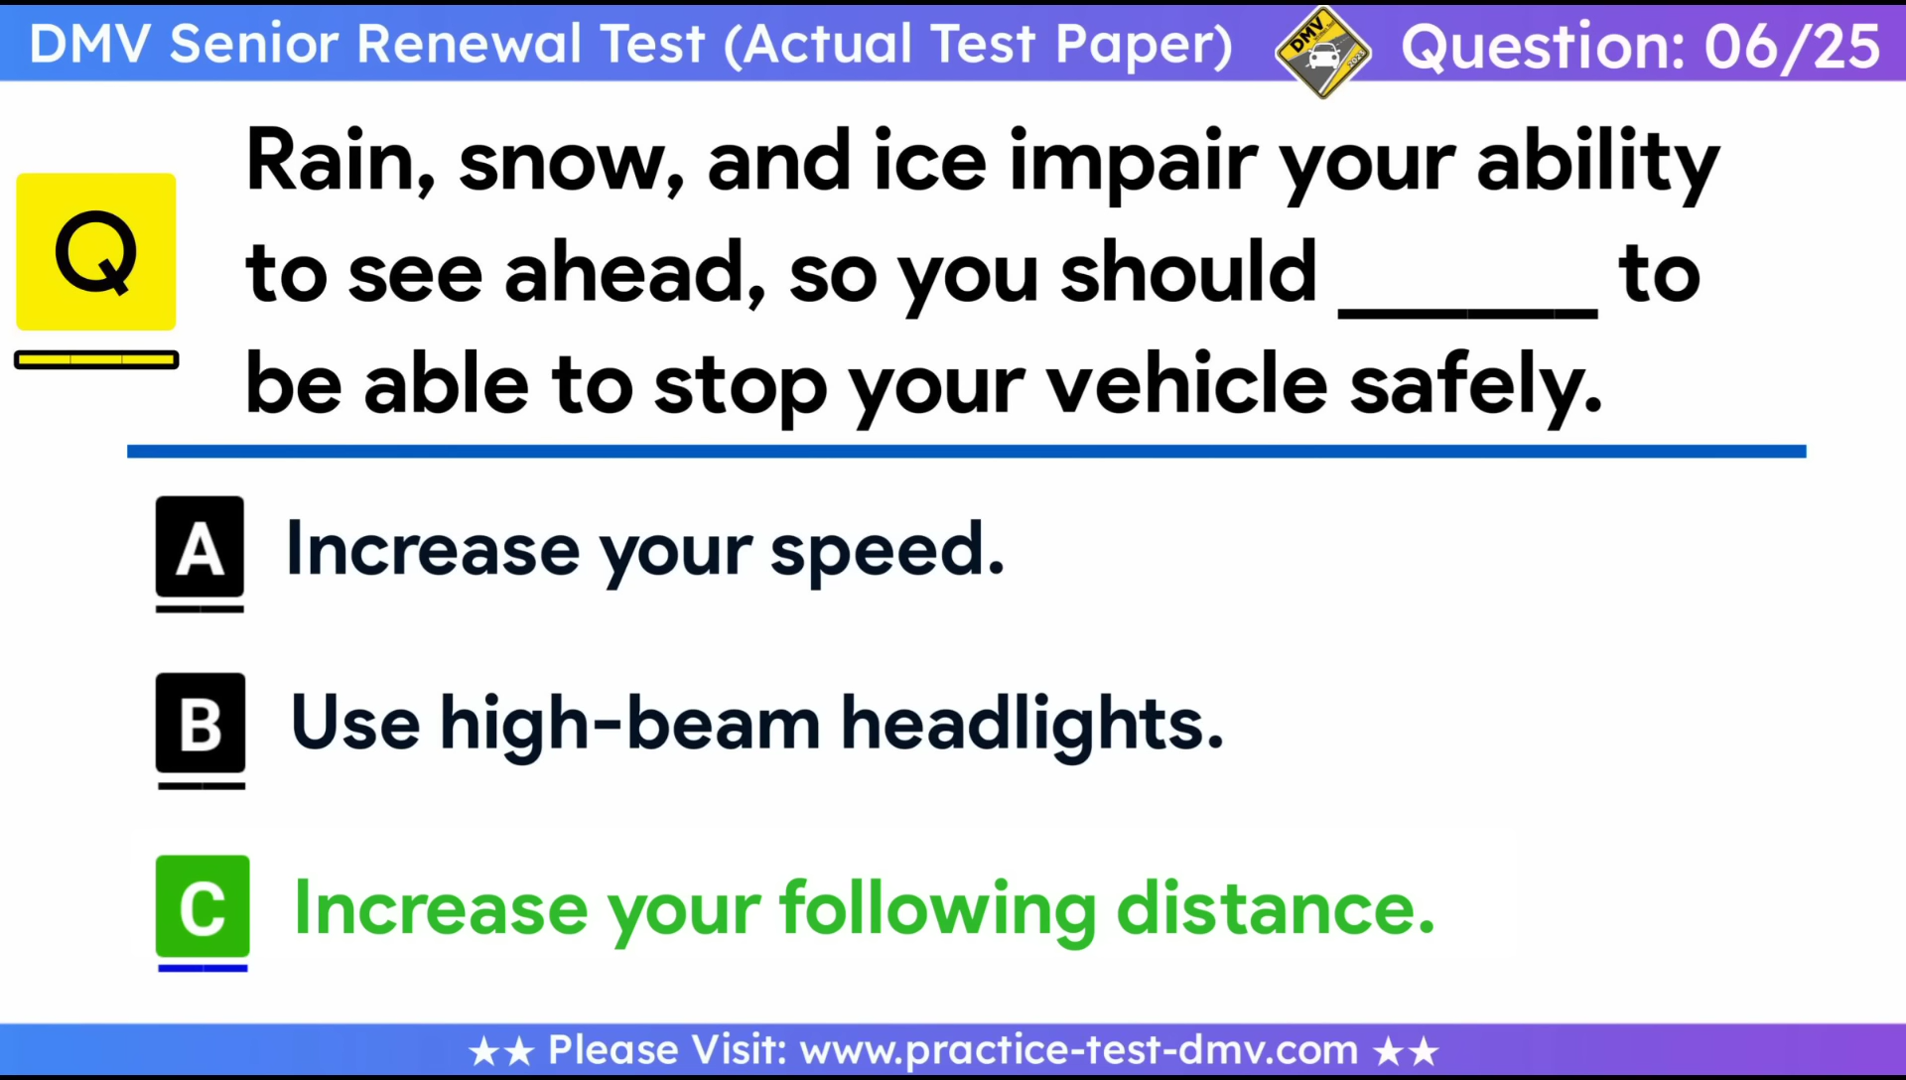 DMV Senior Renewal Test (Actual Test Paper)
DMV
2025
Question: 06/25
Q
Rain, snow, and ice impair your ability
to see ahead, so you should ______ to
be able to stop your vehicle safely.
A Increase your speed.
B Use high-beam headlights.
C Increase your following distance.
★★ Please Visit: www.practice-test-dmv.com ★★